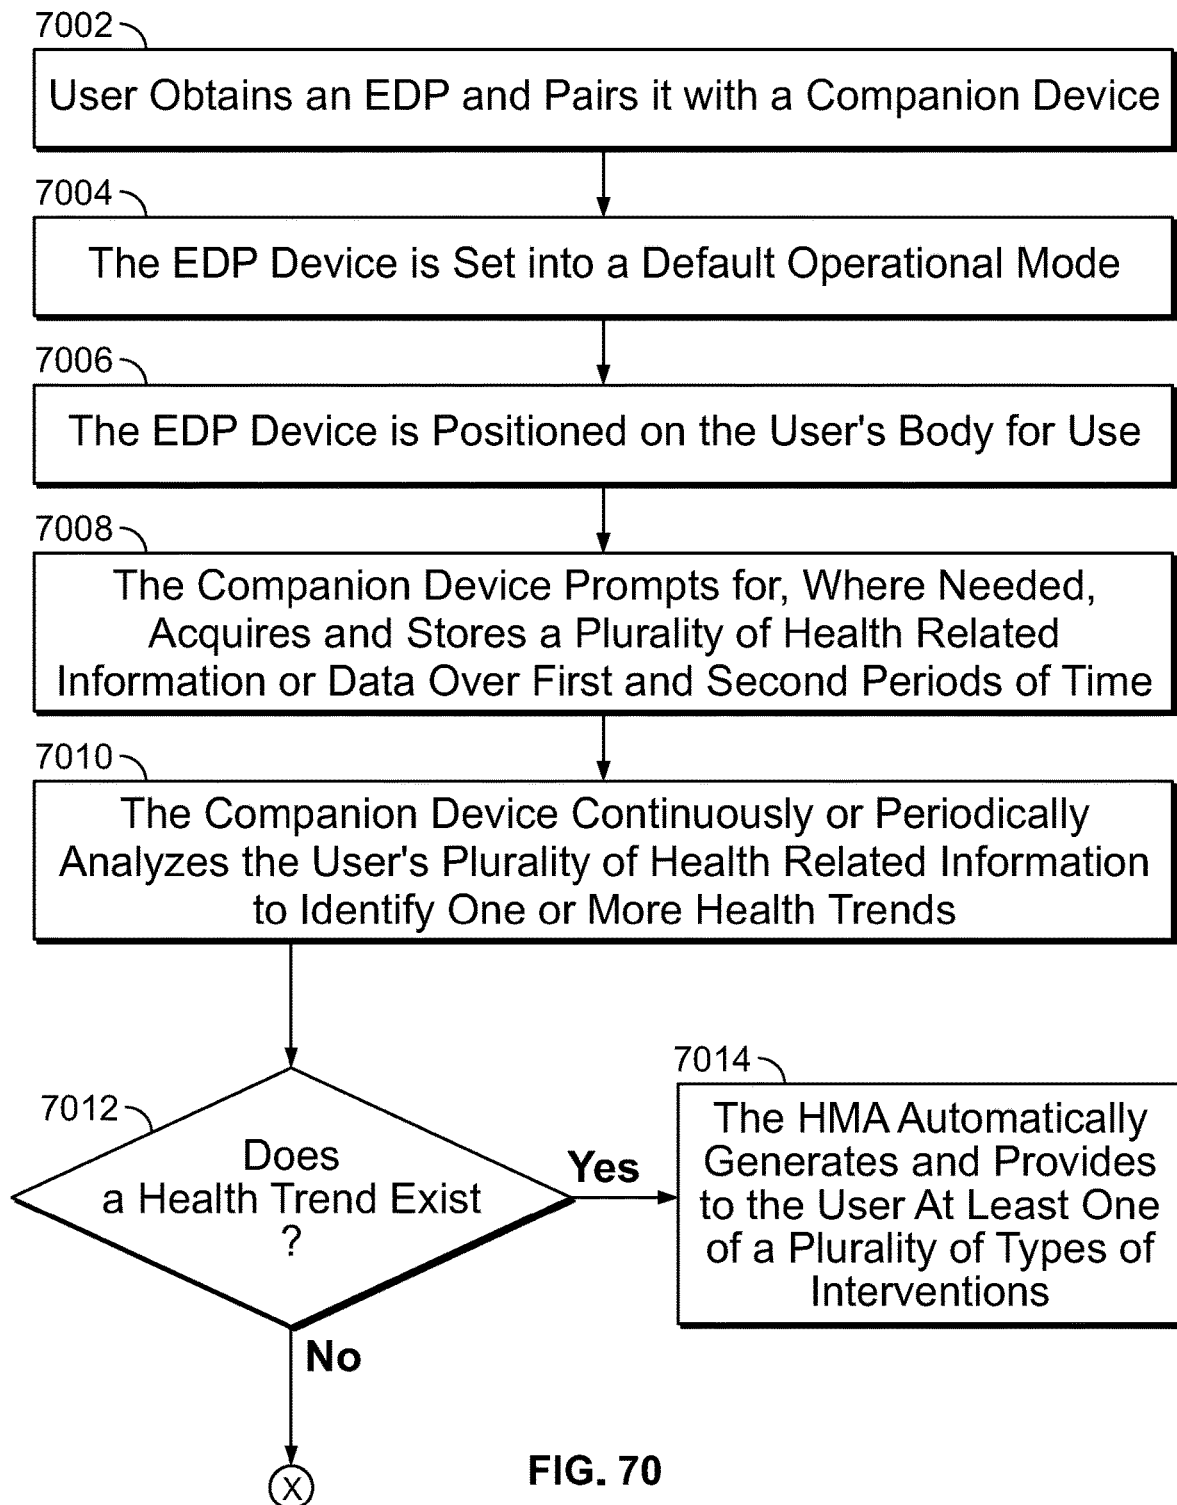 7002
User Obtains an EDP and Pairs it with a Companion Device
7004
The EDP Device is Set into a Default Operational Mode
7006
The EDP Device is Positioned on the User's Body for Use
7008
The Companion Device Prompts for, Where Needed,
Acquires and Stores a Plurality of Health Related
Information or Data Over First and Second Periods of Time
7010
The Companion Device Continuously or Periodically
Analyzes the User's Plurality of Health Related Information
to Identify One or More Health Trends
7012
Does
a Health Trend Exist
?
Yes
7014
The HMA Automatically
Generates and Provides
to the User At Least One
of a Plurality of Types of
Interventions
No
X
FIG. 70